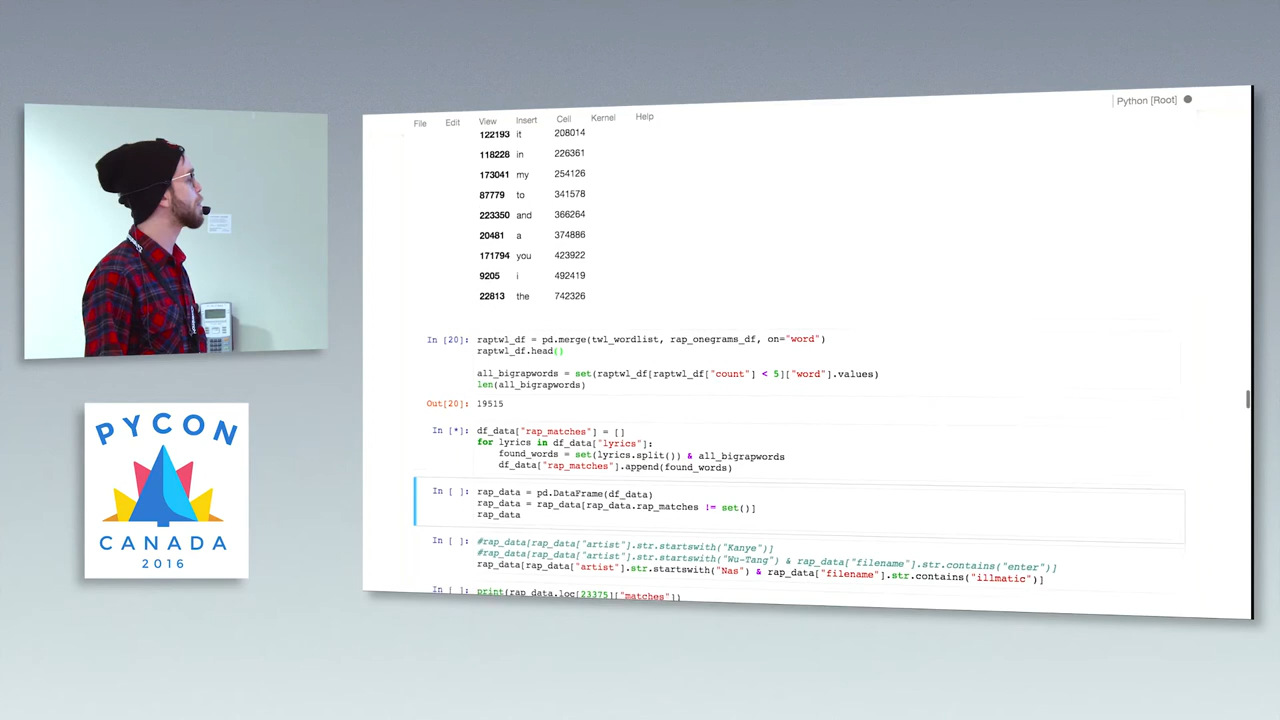 Python [Root]
File Edit View Insert Cell Kernel Help
122193 it 208014
118228 in 226361
173041 my 254126
87779 to 341578
223350 and 366264
20481 a 374886
171794 you 423922
9205 i 492419
22813 the 742326
In [20]: raptwl_df = pd.merge(twl_wordlist, rap_onegrams_df, on="word")
raptwl_df.head()
all_bigrapwords = set(raptwl_df[raptwl_df["count"] < 5]["word"].values)
len(all_bigrapwords)
Out[20]: 19515
In [*]: df_data["rap_matches"] = []
for lyrics in df_data["lyrics"]:
found_words = set(lyrics.split()) & all_bigrapwords
df_data["rap_matches"].append(found_words)
In [ ]: rap_data = pd.DataFrame(df_data)
rap_data = rap_data[rap_data.rap_matches != set()]
rap_data
In [ ]: #rap_data[rap_data["artist"].str.startswith("Kanye")]
#rap_data[rap_data["artist"].str.startswith("Wu-Tang") & rap_data["filename"].str.contains("enter")]
rap_data[rap_data["artist"].str.startswith("Nas") & rap_data["filename"].str.contains("illmatic")]
In [ ]: print(rap_data.loc[23375]["matches"])
PYCON
CANADA
2016